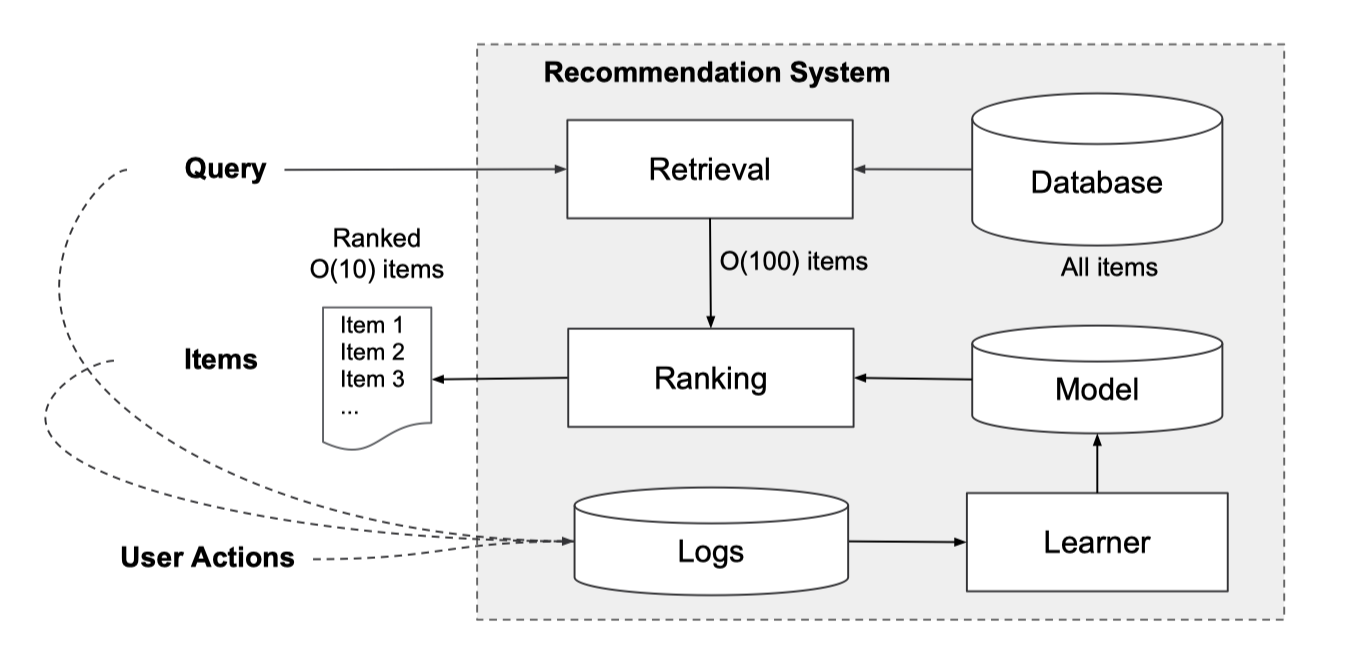 Recommendation System
Query
Retrieval
Database
Ranked
O(10) items
O(100) items
All items
Item 1
Item 2
Item 3
...
Items
Ranking
Model
User Actions
Logs
Learner